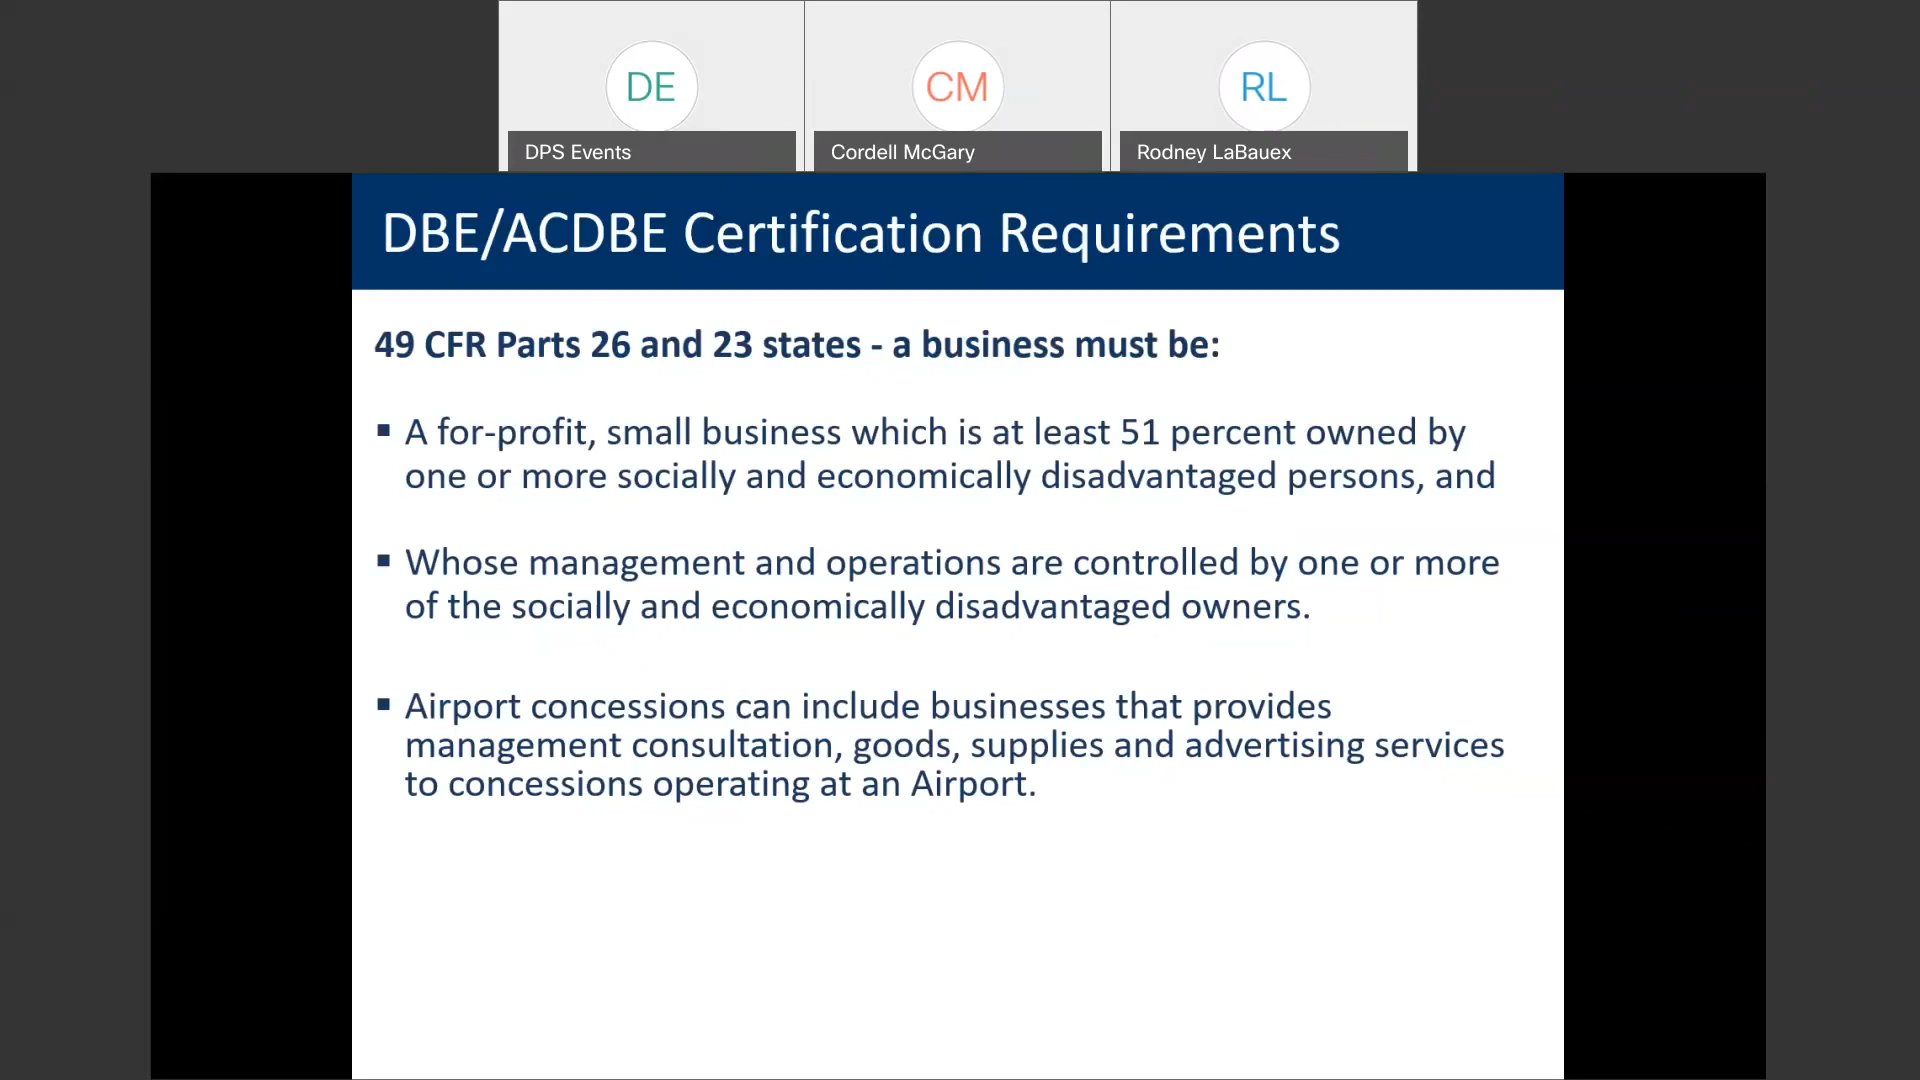 DE
CM
RL
DPS Events
Cordell McGary
Rodney LaBauex
DBE/ACDBE Certification Requirements
49 CFR Parts 26 and 23 states - a business must be:
▪ A for-profit, small business which is at least 51 percent owned by
one or more socially and economically disadvantaged persons, and
▪ Whose management and operations are controlled by one or more
of the socially and economically disadvantaged owners.
▪ Airport concessions can include businesses that provides
management consultation, goods, supplies and advertising services
to concessions operating at an Airport.